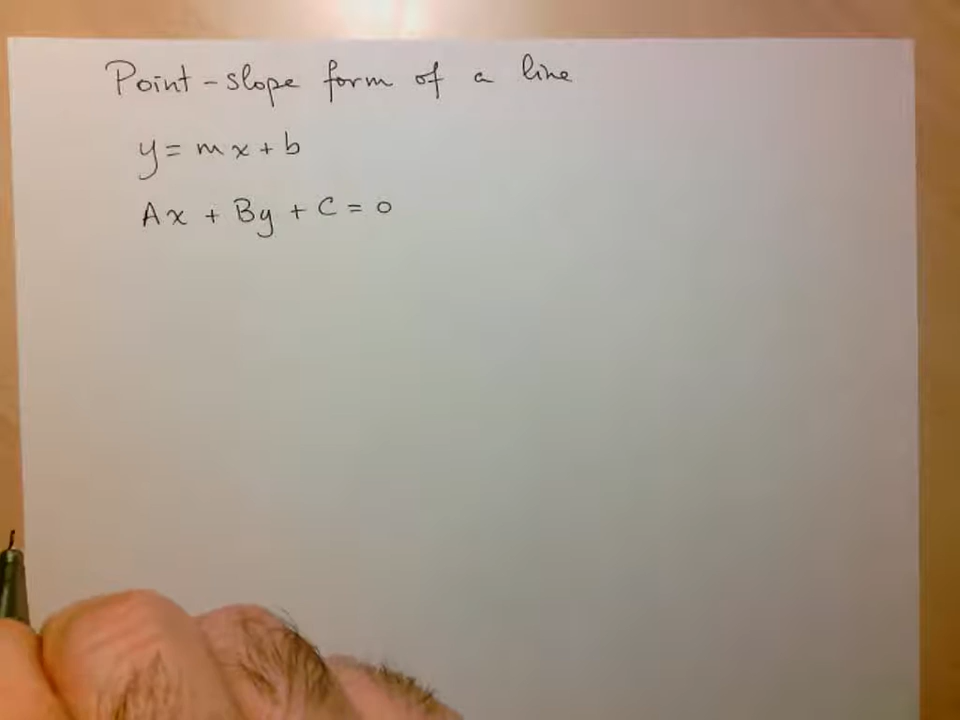 Point-slope form of a line
y = mx + b
Ax + By + C = 0